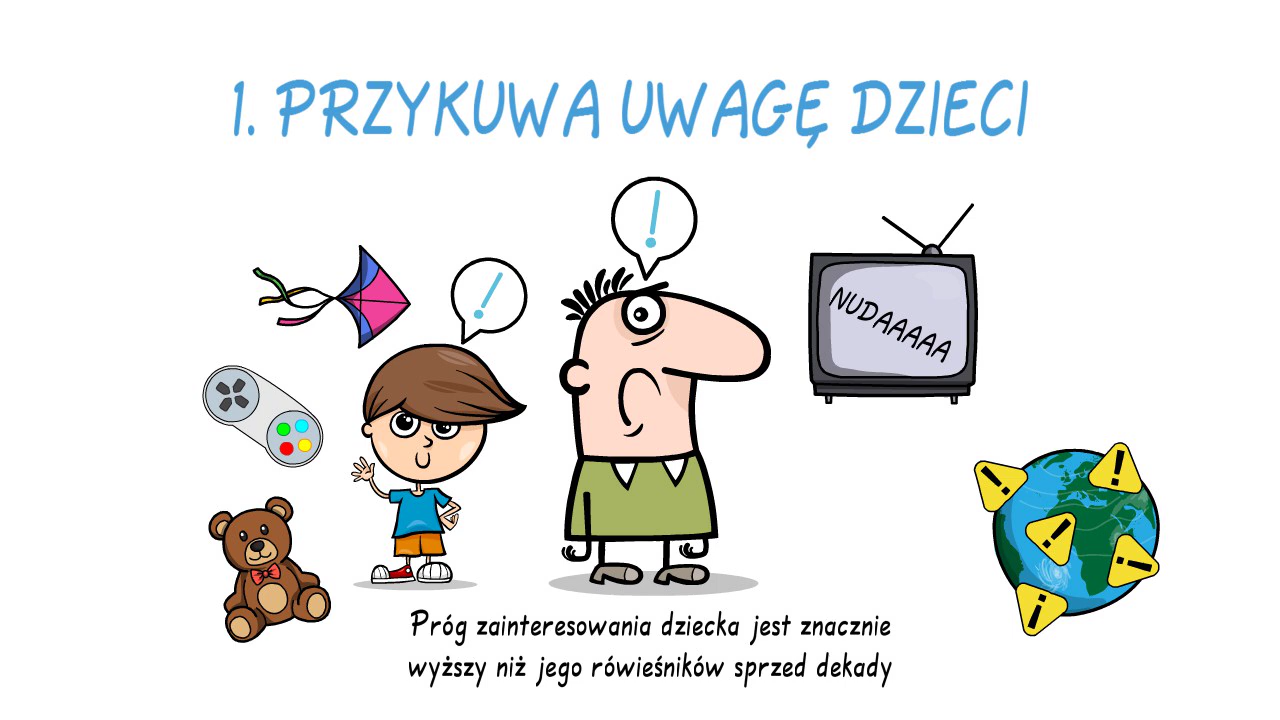 1. PRZYKUWA UWAGĘ DZIECI
!
!
NUDAAAAA
!
!
!
!
!
Próg zainteresowania dziecka jest znacznie
wyższy niż jego rówieśników sprzed dekady